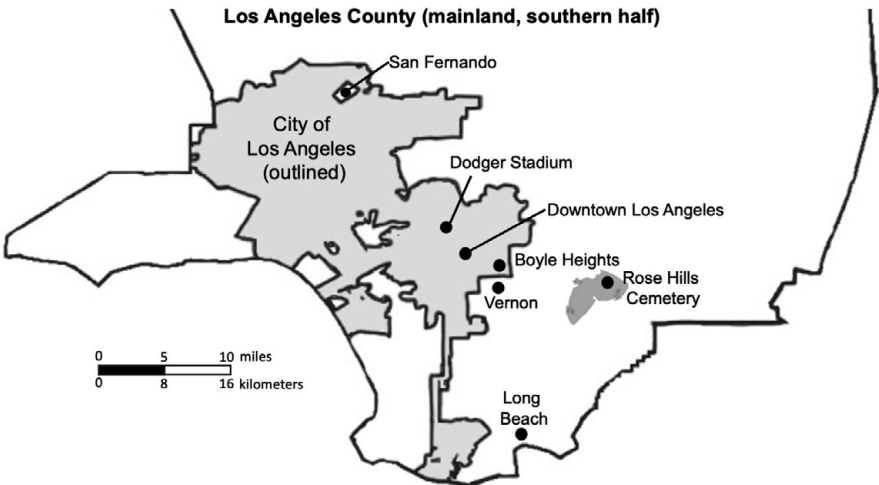 Los Angeles County (mainland, southern half)
San Fernando
City of
Los Angeles
(outlined)
Dodger Stadium
Downtown Los Angeles
Boyle Heights
Vernon
Rose Hills
Cemetery
0 5 10 miles
0 8 16 kilometers
Long
Beach